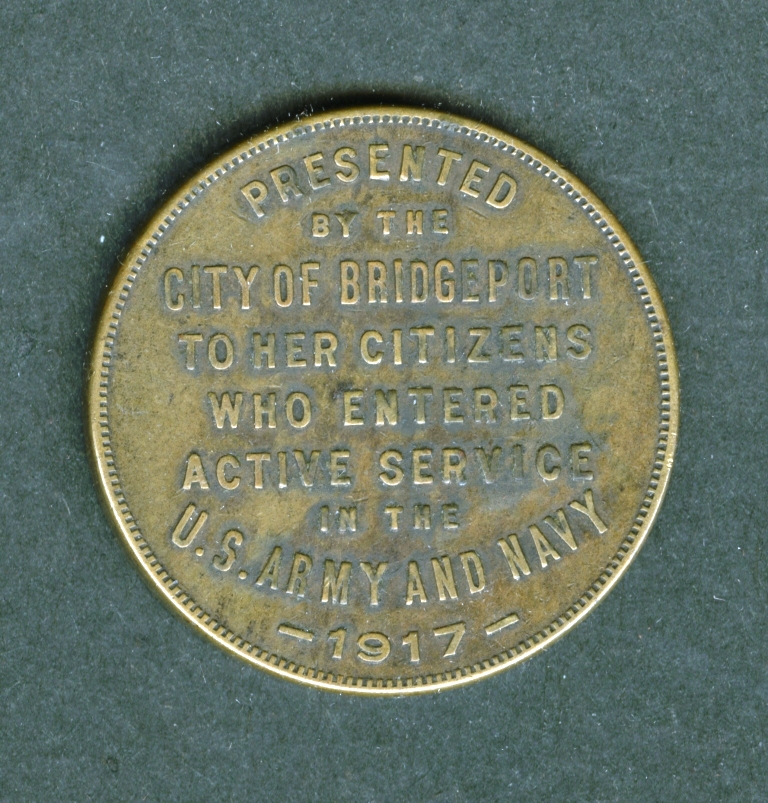 PRESENTED
BY THE
CITY OF BRIDGEPORT
TO HER CITIZENS
WHO ENTERED
ACTIVE SERVICE
IN THE
U.S. ARMY AND NAVY
— 1917 —